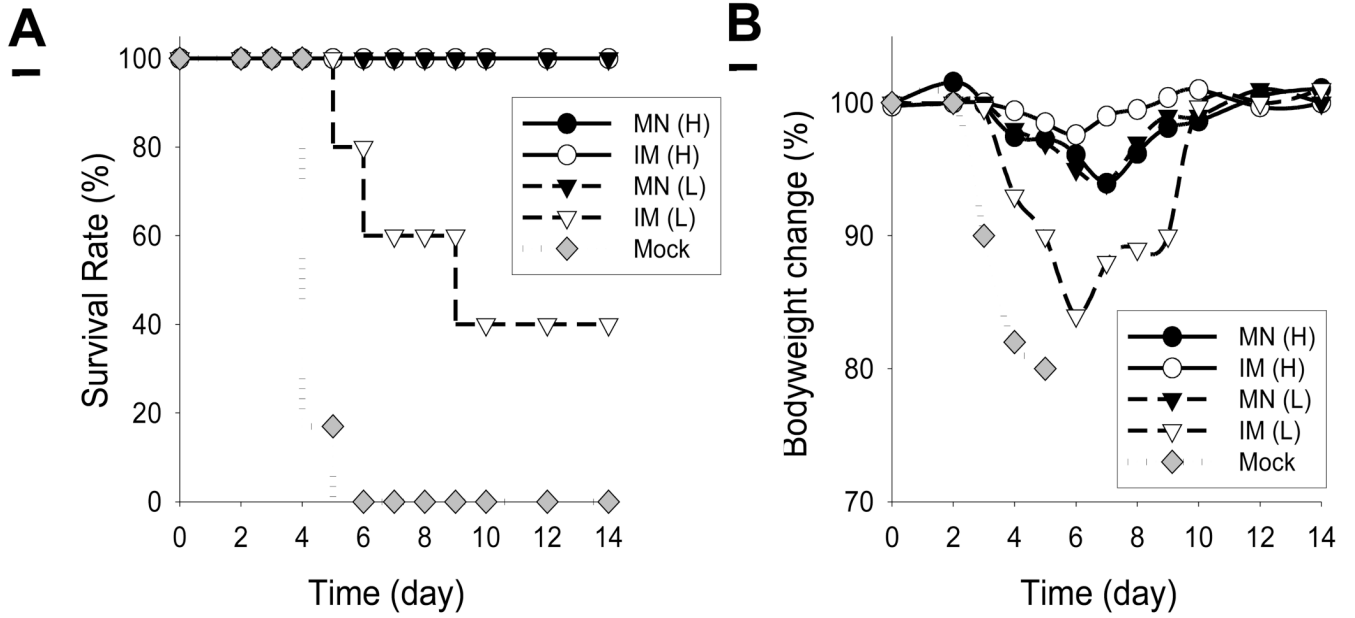 A
Survival Rate (%)
100
80
60
40
20
0
0 2 4 6 8 10 12 14
Time (day)
MN (H)
IM (H)
MN (L)
IM (L)
Mock
B
Bodyweight change (%)
100
90
80
70
0 2 4 6 8 10 12 14
Time (day)
MN (H)
IM (H)
MN (L)
IM (L)
Mock